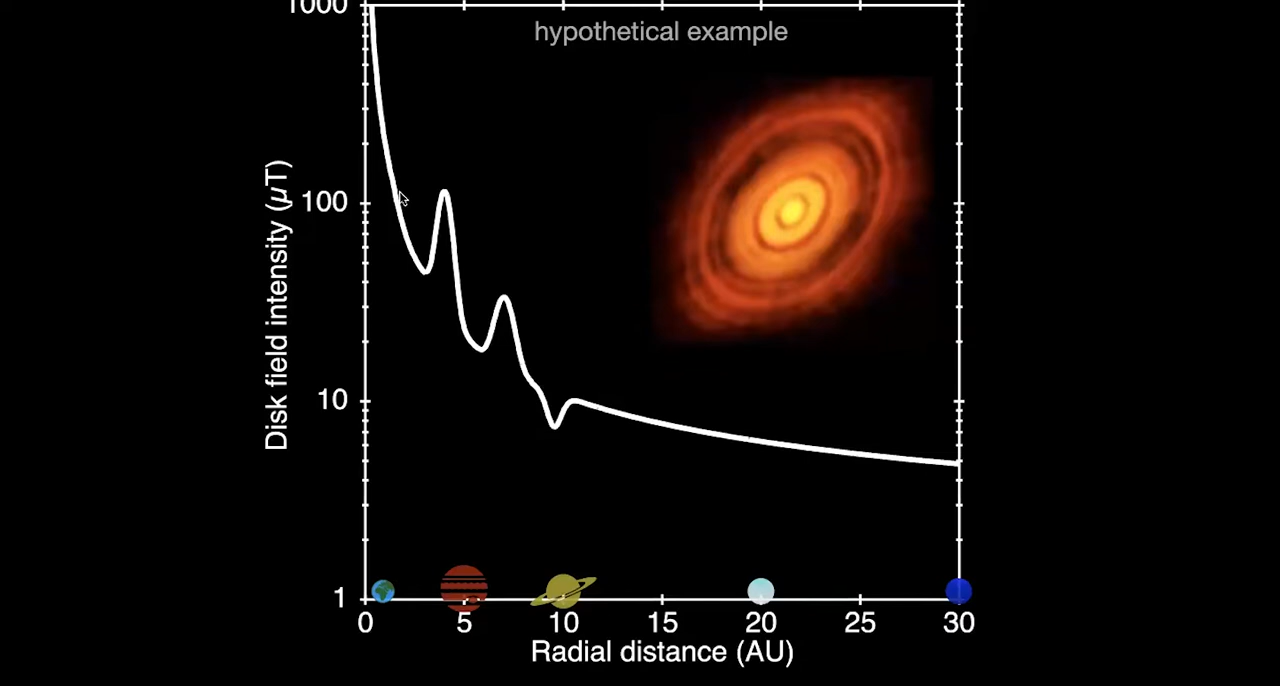 1000
hypothetical example
Disk field intensity (μT)
100
10
1
0 5 10 15 20 25 30
Radial distance (AU)